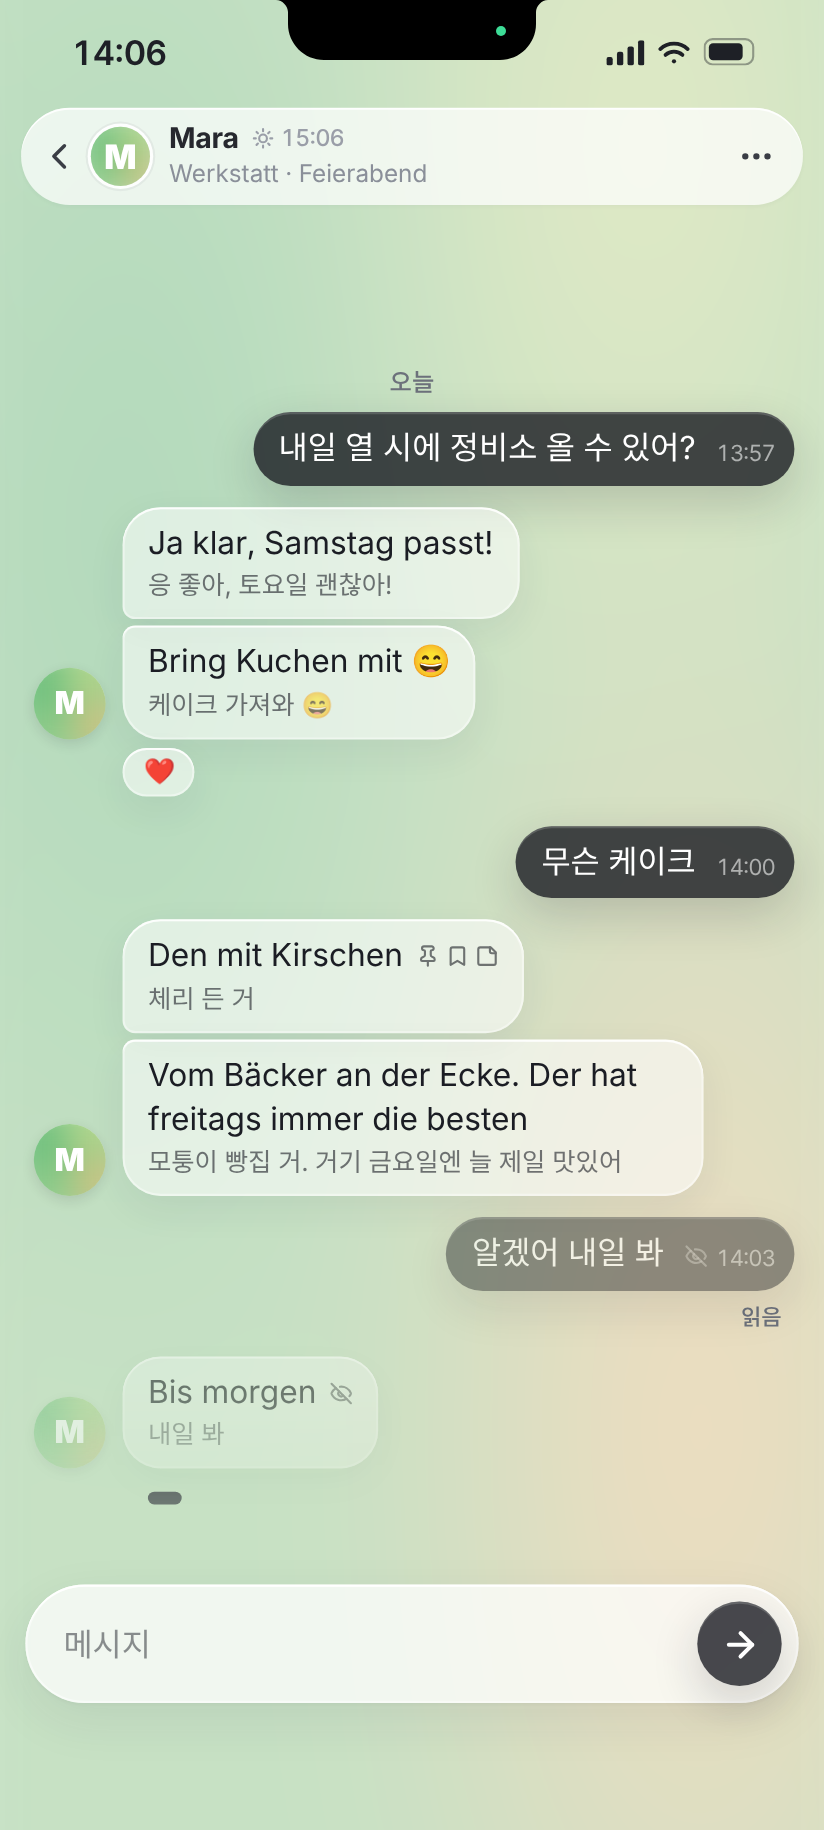 14:06
Mara 15:06
Werkstatt · Feierabend
오늘
내일 열 시에 정비소 올 수 있어? 13:57
Ja klar, Samstag passt!
응 좋아, 토요일 괜찮아!
Bring Kuchen mit 😄
케이크 가져와 😄
M
❤️
무슨 케이크 14:00
Den mit Kirschen
체리 든 거
Vom Bäcker an der Ecke. Der hat
freitags immer die besten
모퉁이 빵집 거. 거기 금요일엔 늘 제일 맛있어
M
알겠어 내일 봐 14:03
읽음
Bis morgen
내일 봐
M
메시지